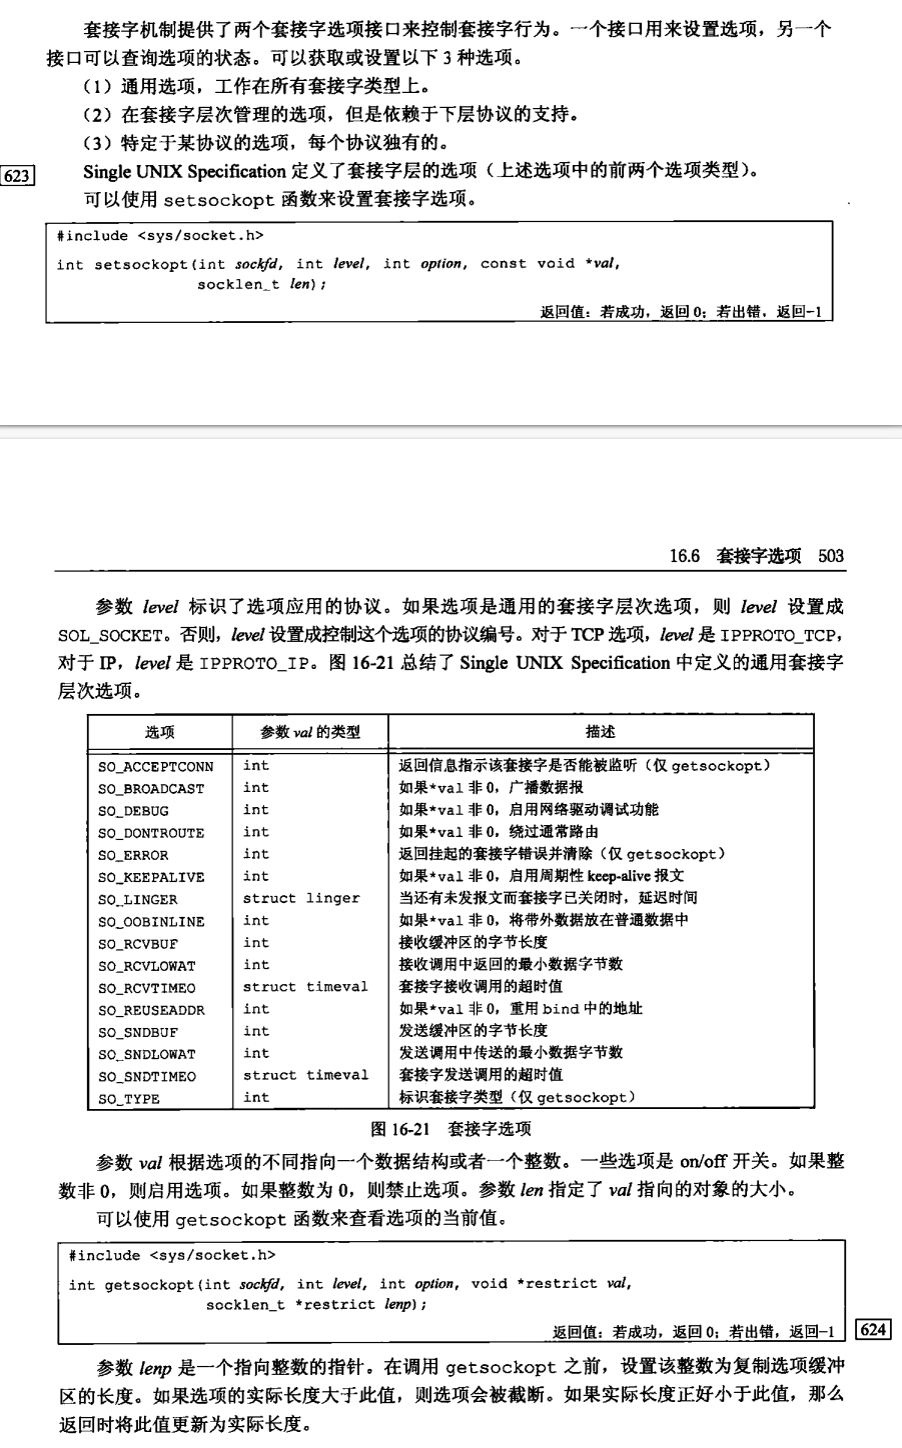 套接字机制提供了两个套接字选项接口来控制套接字行为。一个接口用来设置选项，另一个
接口可以查询选项的状态。可以获取或设置以下 3 种选项。
（1）通用选项，工作在所有套接字类型上。
（2）在套接字层次管理的选项，但是依赖于下层协议的支持。
（3）特定于某协议的选项，每个协议独有的。
623
Single UNIX Specification 定义了套接字层的选项（上述选项中的前两个选项类型）。
可以使用 setsockopt 函数来设置套接字选项。
#include <sys/socket.h>
int setsockopt(int sockfd, int level, int option, const void *val,
socklen_t len);
返回值：若成功，返回 0；若出错，返回-1
16.6 套接字选项 503
参数 level 标识了选项应用的协议。如果选项是通用的套接字层次选项，则 level 设置成
SOL_SOCKET。否则，level 设置成控制这个选项的协议编号。对于 TCP 选项，level 是 IPPROTO_TCP，
对于 IP，level 是 IPPROTO_IP。图 16-21 总结了 Single UNIX Specification 中定义的通用套接字
层次选项。
选项 参数 val 的类型 描述
SO_ACCEPTCONN int 返回信息指示该套接字是否能被监听（仅 getsockopt）
SO_BROADCAST int 如果*val 非 0，广播数据报
SO_DEBUG int 如果*val 非 0，启用网络驱动调试功能
SO_DONTROUTE int 如果*val 非 0，绕过通常路由
SO_ERROR int 返回挂起的套接字错误并清除（仅 getsockopt）
SO_KEEPALIVE int 如果*val 非 0，启用周期性 keep-alive 报文
SO_LINGER struct linger 当还有未发报文而套接字已关闭时，延迟时间
SO_OOBINLINE int 如果*val 非 0，将带外数据放在普通数据中
SO_RCVBUF int 接收缓冲区的字节长度
SO_RCVLOWAT int 接收调用中返回的最小数据字节数
SO_RCVTIMEO struct timeval 套接字接收调用的超时值
SO_REUSEADDR int 如果*val 非 0，重用 bind 中的地址
SO_SNDBUF int 发送缓冲区的字节长度
SO_SNDLOWAT int 发送调用中传送的最小数据字节数
SO_SNDTIMEO struct timeval 套接字发送调用的超时值
SO_TYPE int 标识套接字类型（仅 getsockopt）
图 16-21 套接字选项
参数 val 根据选项的不同指向一个数据结构或者一个整数。一些选项是 on/off 开关。如果整
数非 0，则启用选项。如果整数为 0，则禁止选项。参数 len 指定了 val 指向的对象的大小。
可以使用 getsockopt 函数来查看选项的当前值。
#include <sys/socket.h>
int getsockopt(int sockfd, int level, int option, void *restrict val,
socklen_t *restrict lenp);
返回值：若成功，返回 0；若出错，返回-1
624
参数 lenp 是一个指向整数的指针。在调用 getsockopt 之前，设置该整数为复制选项缓冲
区的长度。如果选项的实际长度大于此值，则选项会被截断。如果实际长度正好小于此值，那么
返回时将此值更新为实际长度。